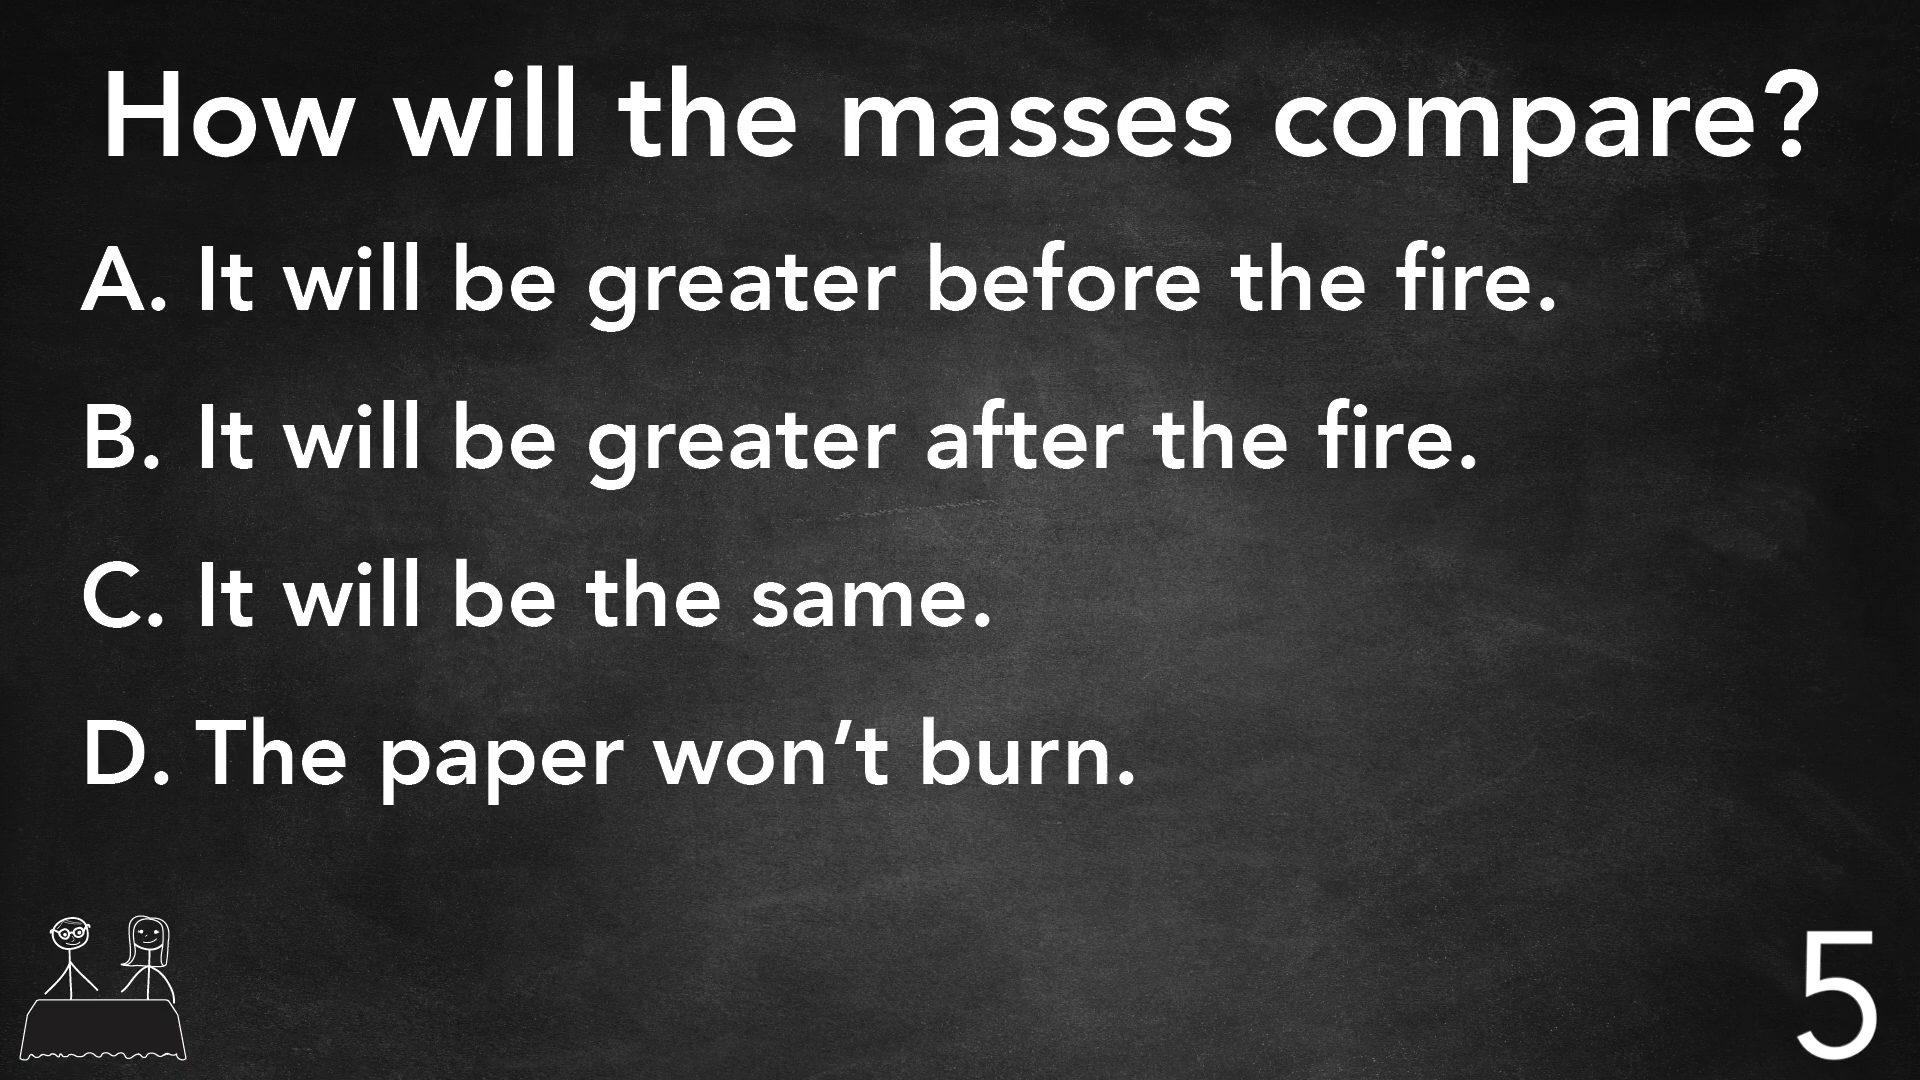 How will the masses compare?
A. It will be greater before the fire.
B. It will be greater after the fire.
C. It will be the same.
D. The paper won’t burn.
5